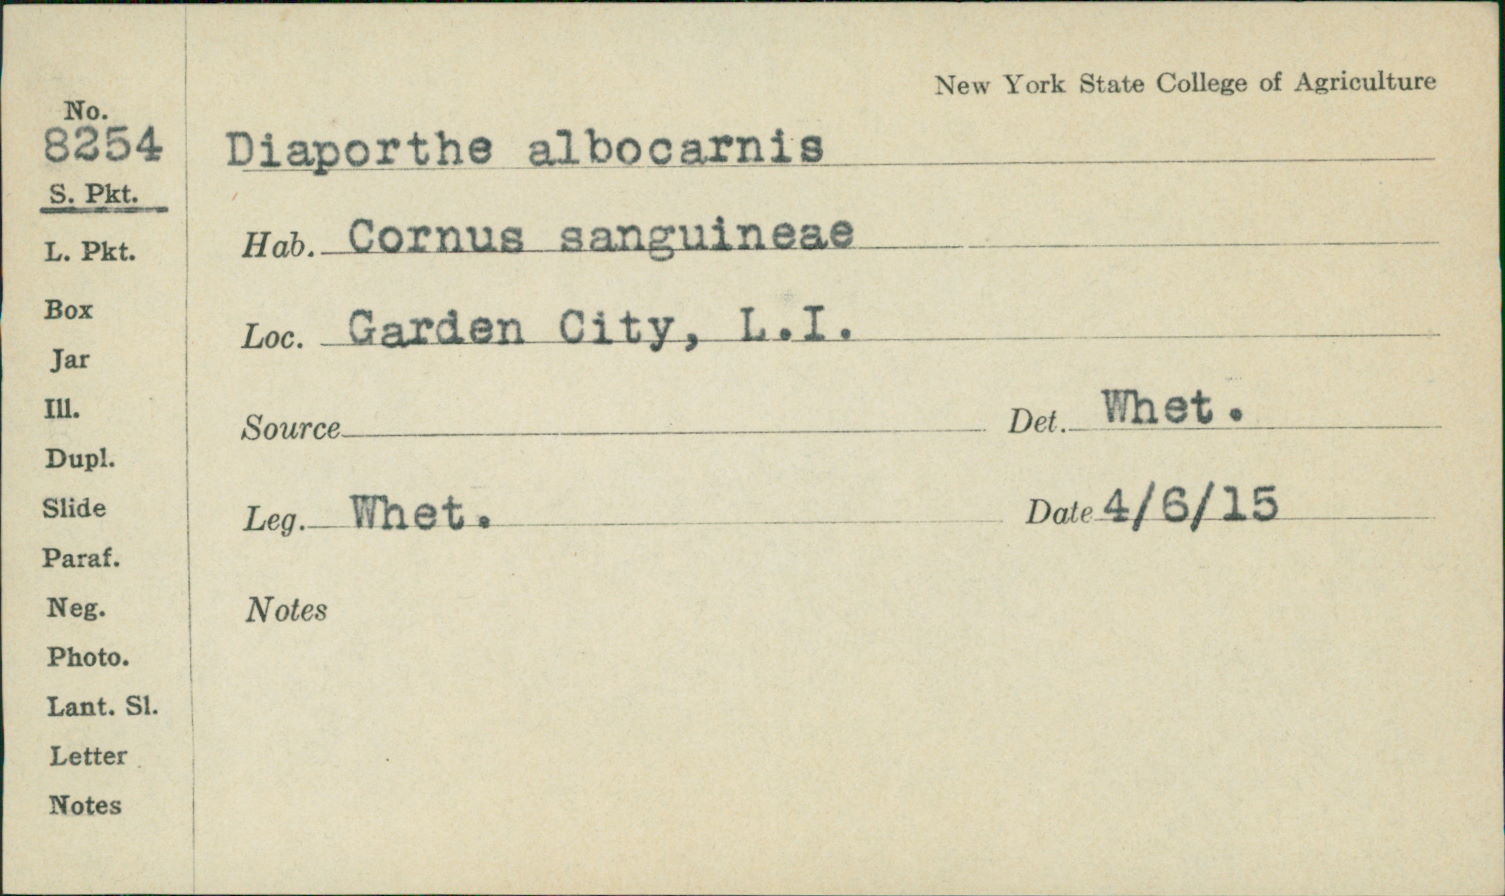 New York State College of Agriculture
No.
8254
Diaporthe albocarnis
S. Pkt.
Hab. Cornus sanguineae
L. Pkt.
Box
Loc. Garden City, L.I.
Jar
Ill.
Source
Det. Whet.
Dupl.
Slide
Leg. Whet.
Date 4/6/15
Paraf.
Neg.
Notes
Photo.
Lant. Sl.
Letter
Notes